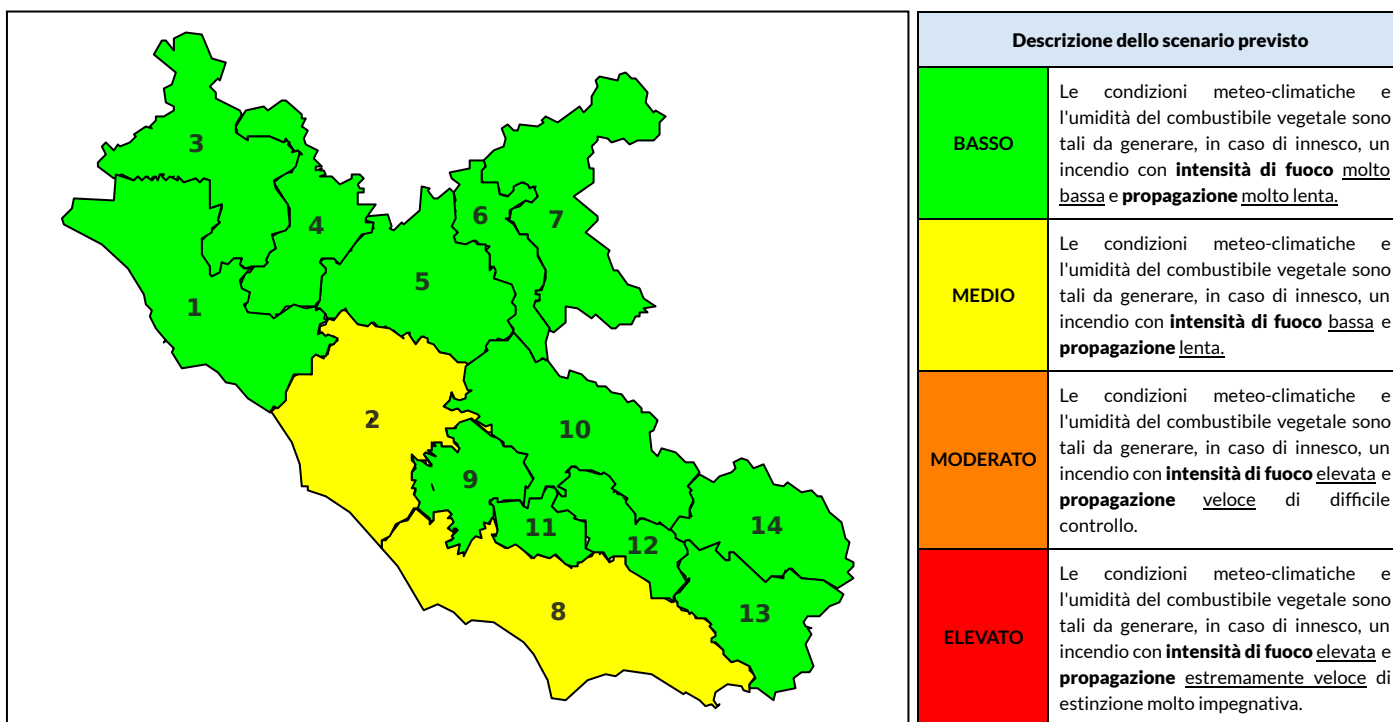 3
4
6
7
5
1
2
10
9
11
12
14
8
13
Descrizione dello scenario previsto
BASSO
Le condizioni meteo-climatiche e
l'umidità del combustibile vegetale sono
tali da generare, in caso di innesco, un
incendio con intensità di fuoco molto
bassa e propagazione molto lenta.
MEDIO
Le condizioni meteo-climatiche e
l'umidità del combustibile vegetale sono
tali da generare, in caso di innesco, un
incendio con intensità di fuoco bassa e
propagazione lenta.
MODERATO
Le condizioni meteo-climatiche e
l'umidità del combustibile vegetale sono
tali da generare, in caso di innesco, un
incendio con intensità di fuoco elevata e
propagazione veloce di difficile
controllo.
ELEVATO
Le condizioni meteo-climatiche e
l'umidità del combustibile vegetale sono
tali da generare, in caso di innesco, un
incendio con intensità di fuoco elevata e
propagazione estremamente veloce di
estinzione molto impegnativa.